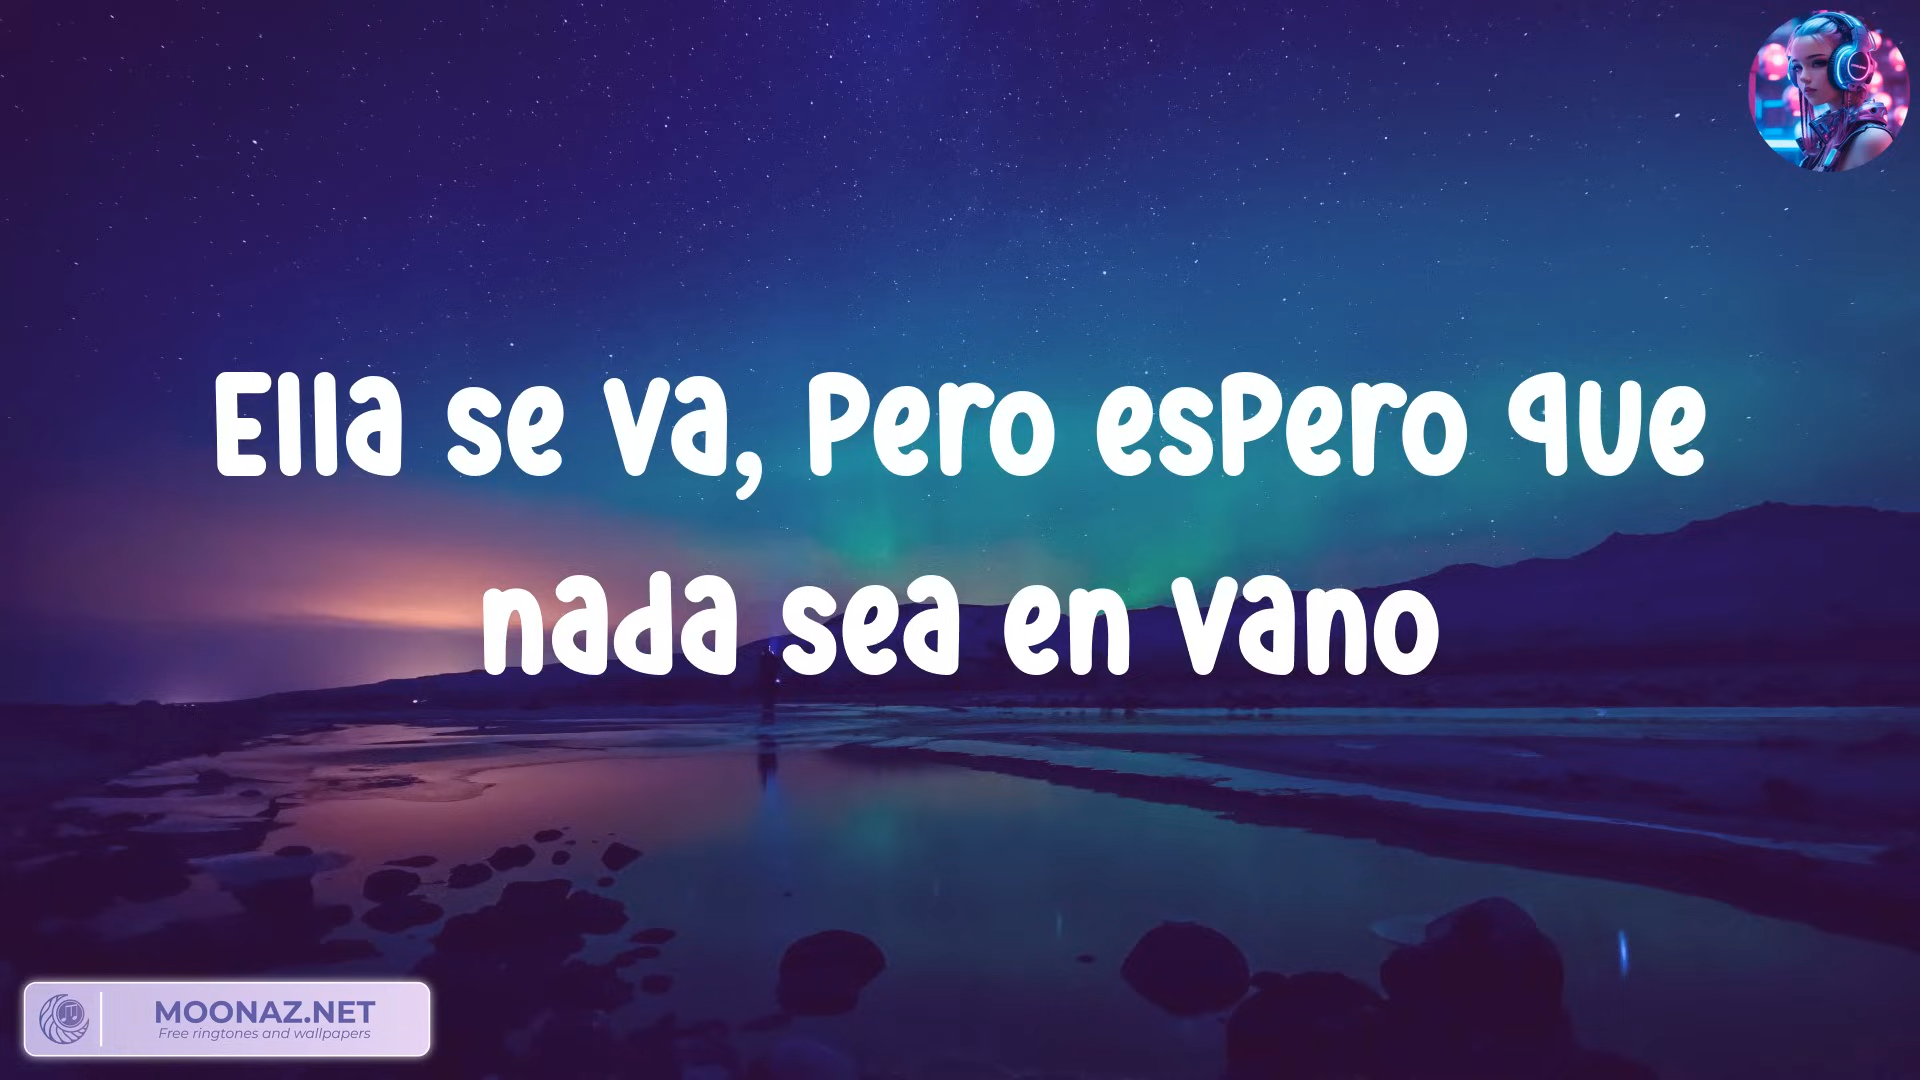 Ella se va, pero espero que
nada sea en vano
MOONAZ.NET
Free ringtones and wallpapers